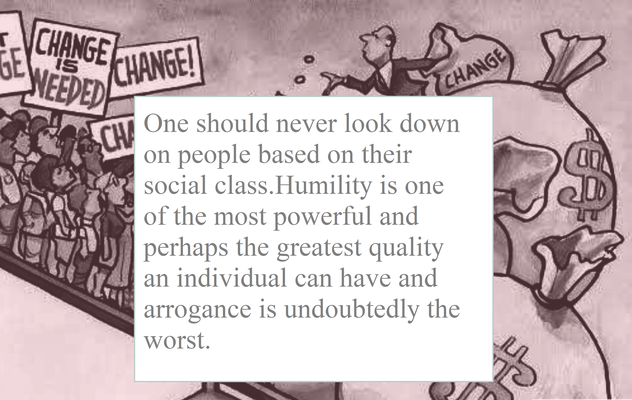 T
GE
CHANGE
IS
NEEDED
CHANGE!
CHA
CHANGE
$
One should never look down
on people based on their
social class.Humility is one
of the most powerful and
perhaps the greatest quality
an individual can have and
arrogance is undoubtedly the
worst.
$